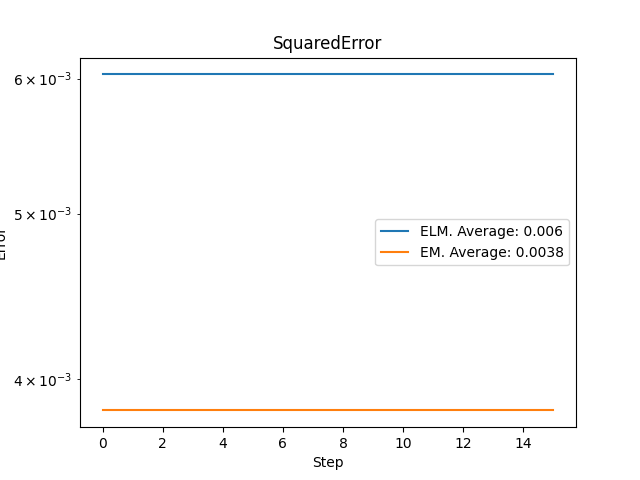 SquaredError
6 × 10⁻³
5 × 10⁻³
4 × 10⁻³
Error
ELM. Average: 0.006
EM. Average: 0.0038
0 2 4 6 8 10 12 14
Step